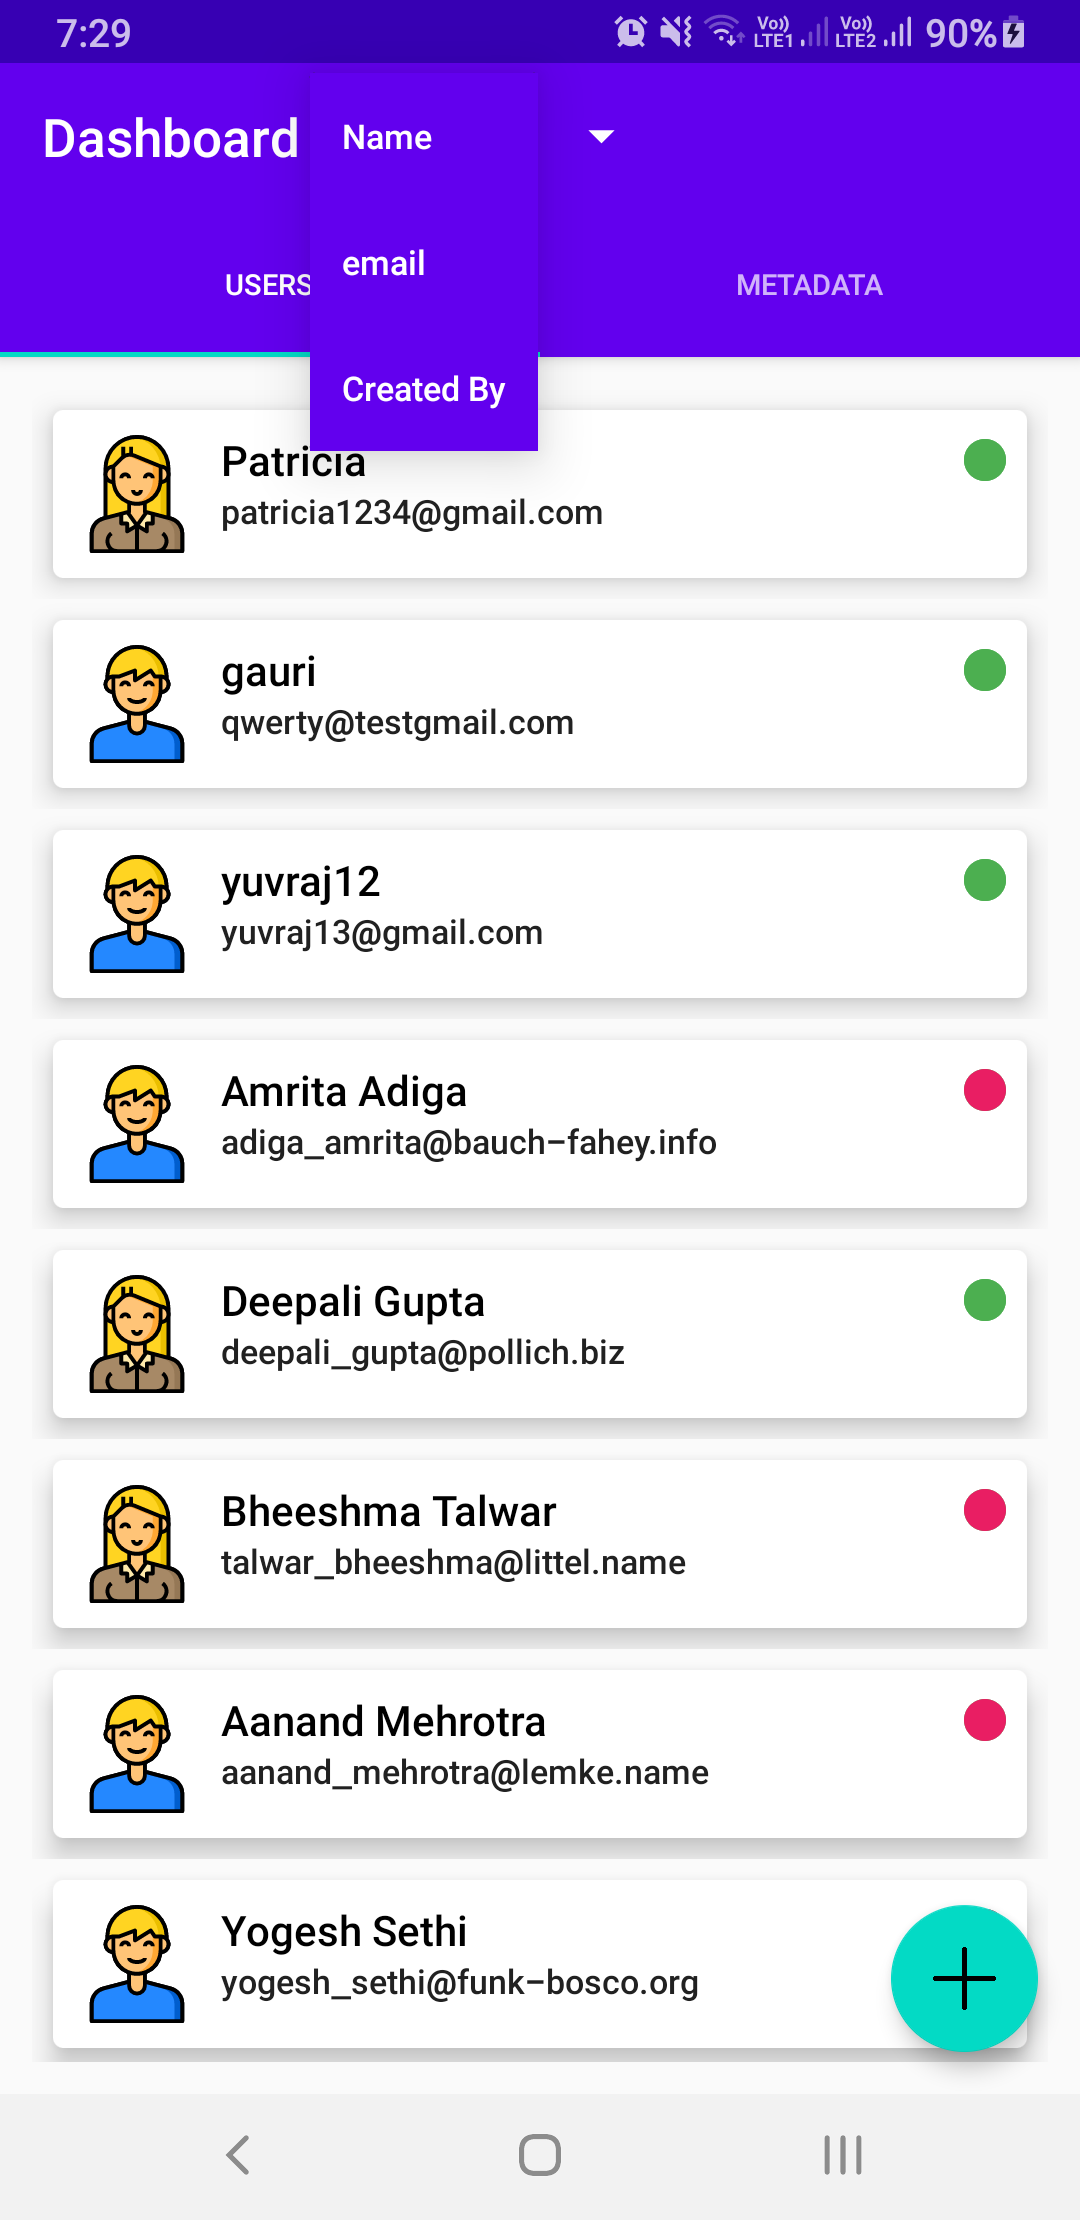 7:29
Vo)) LTE1 Vo)) LTE2 90%
Dashboard
Name
email
Created By
USERS
METADATA
Patricia
patricia1234@gmail.com
gauri
qwerty@testgmail.com
yuvraj12
yuvraj13@gmail.com
Amrita Adiga
adiga_amrita@bauch-fahey.info
Deepali Gupta
deepali_gupta@pollich.biz
Bheeshma Talwar
talwar_bheeshma@littel.name
Aanand Mehrotra
aanand_mehrotra@lemke.name
Yogesh Sethi
yogesh_sethi@funk-bosco.org